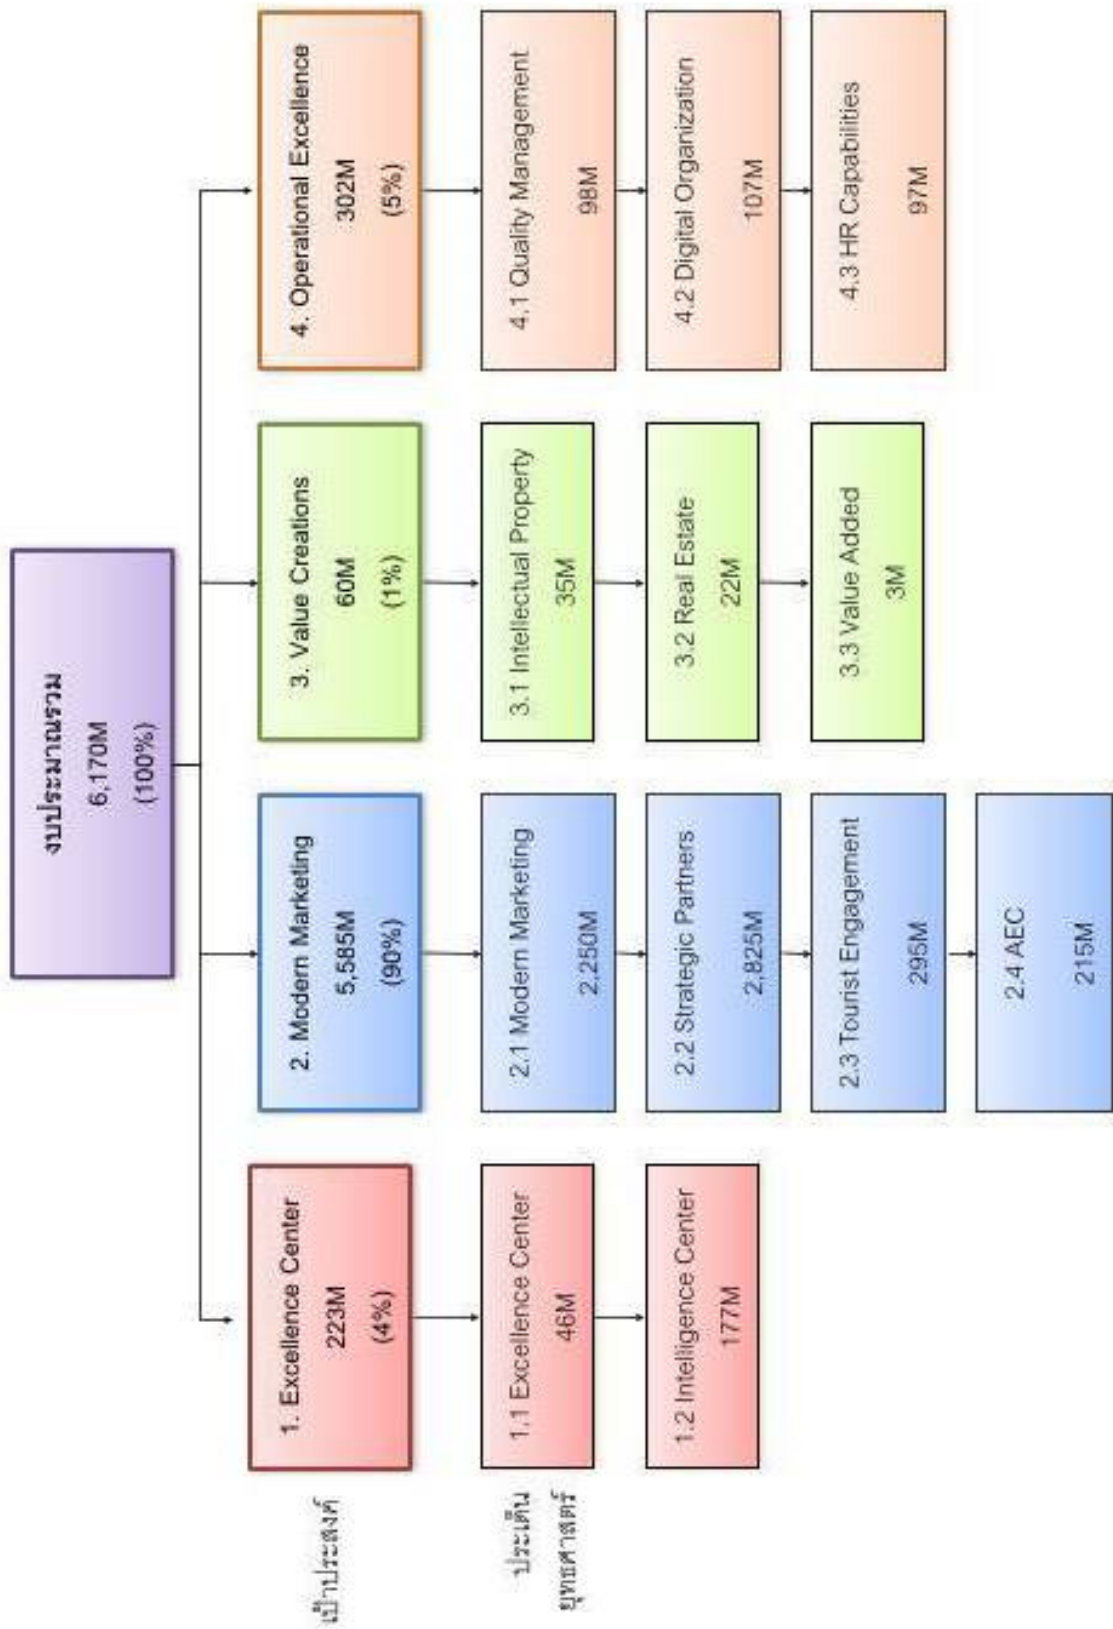 งบประมาณรวม
6,170M
(100%)
เป้าประสงค์
1. Excellence Center
223M
(4%)
2. Modern Marketing
5,585M
(90%)
3. Value Creations
60M
(1%)
4. Operational Excellence
302M
(5%)
ประเด็น
ยุทธศาสตร์
1.1 Excellence Center
46M
2.1 Modern Marketing
2,250M
3.1 Intellectual Property
35M
4.1 Quality Management
98M
1.2 Intelligence Center
177M
2.2 Strategic Partners
2,825M
3.2 Real Estate
22M
4.2 Digital Organization
107M
2.3 Tourist Engagement
295M
3.3 Value Added
3M
4.3 HR Capabilities
97M
2.4 AEC
215M